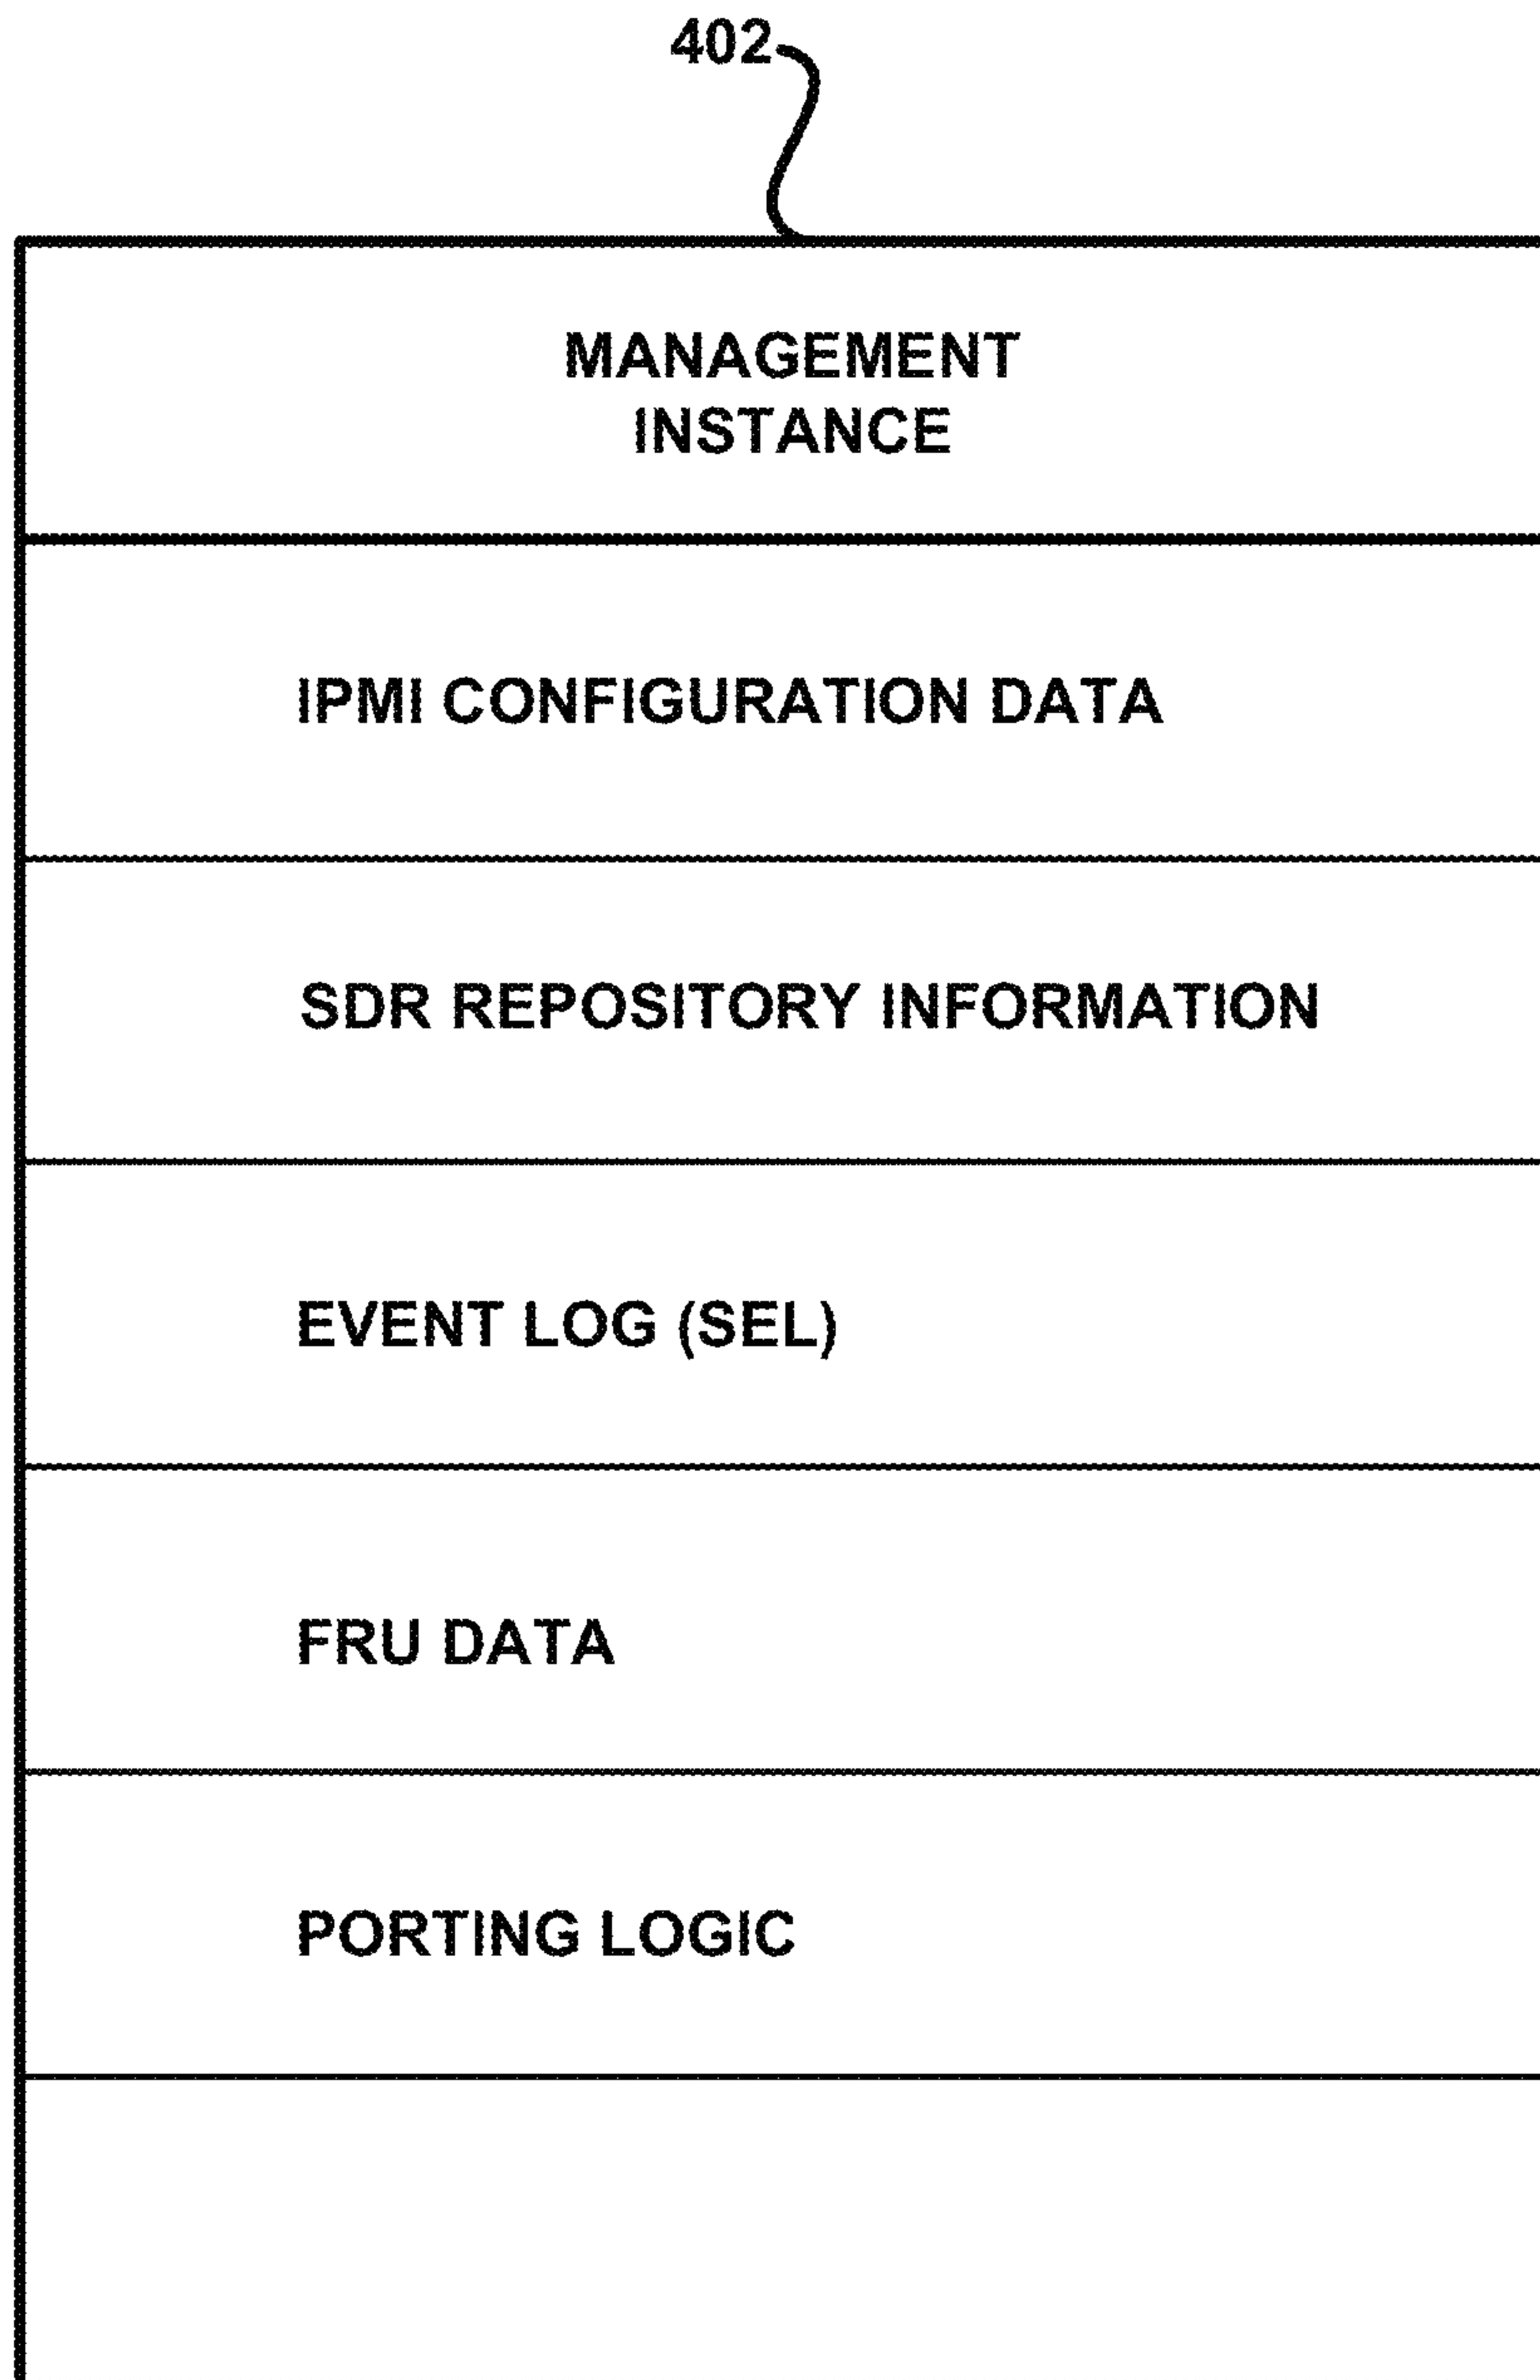 402
MANAGEMENT
INSTANCE
IPMI CONFIGURATION DATA
SDR REPOSITORY INFORMATION
EVENT LOG (SEL)
FRU DATA
PORTING LOGIC